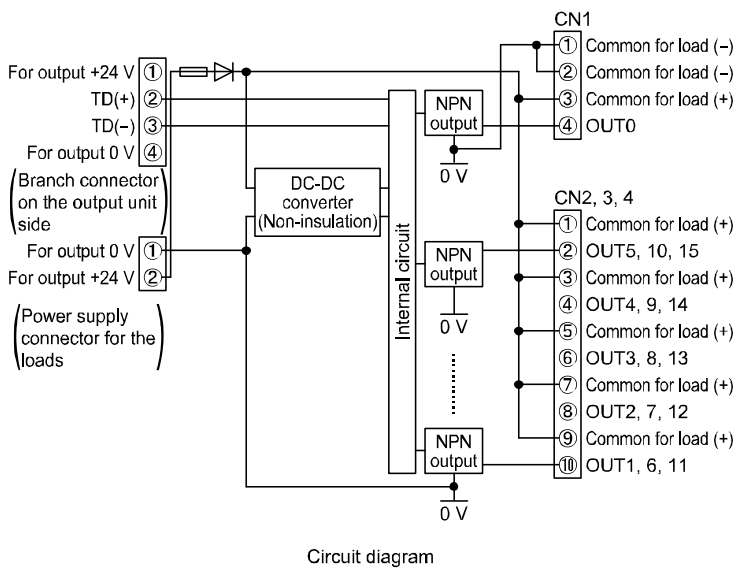 CN1
For output +24 V ①
TD(+) ②
TD(−) ③
For output 0 V ④
(Branch connector
on the output unit
side)
For output 0 V ①
For output +24 V ②
(Power supply
connector for the
loads)
DC-DC
converter
(Non-insulation)
Internal circuit
NPN
output
0 V
NPN
output
0 V
NPN
output
0 V
① Common for load (−)
② Common for load (−)
③ Common for load (+)
④ OUT0
CN2, 3, 4
① Common for load (+)
② OUT5, 10, 15
③ Common for load (+)
④ OUT4, 9, 14
⑤ Common for load (+)
⑥ OUT3, 8, 13
⑦ Common for load (+)
⑧ OUT2, 7, 12
⑨ Common for load (+)
⑩ OUT1, 6, 11
Circuit diagram